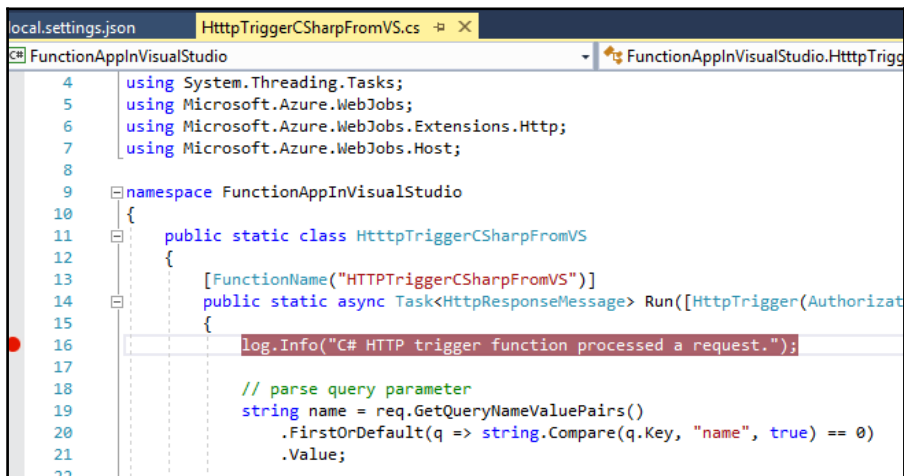 local.settings.json HtttpTriggerCSharpFromVS.cs
C# FunctionAppInVisualStudio FunctionAppInVisualStudio.HtttpTrigg
4 using System.Threading.Tasks;
5 using Microsoft.Azure.WebJobs;
6 using Microsoft.Azure.WebJobs.Extensions.Http;
7 using Microsoft.Azure.WebJobs.Host;
8
9 namespace FunctionAppInVisualStudio
10 {
11 public static class HtttpTriggerCSharpFromVS
12 {
13 [FunctionName("HTTPTriggerCSharpFromVS")]
14 public static async Task<HttpResponseMessage> Run([HttpTrigger(Authorizat
15 {
16 log.Info("C# HTTP trigger function processed a request.");
17
18 // parse query parameter
19 string name = req.GetQueryNameValuePairs()
20 .FirstOrDefault(q => string.Compare(q.Key, "name", true) == 0)
21 .Value;
22